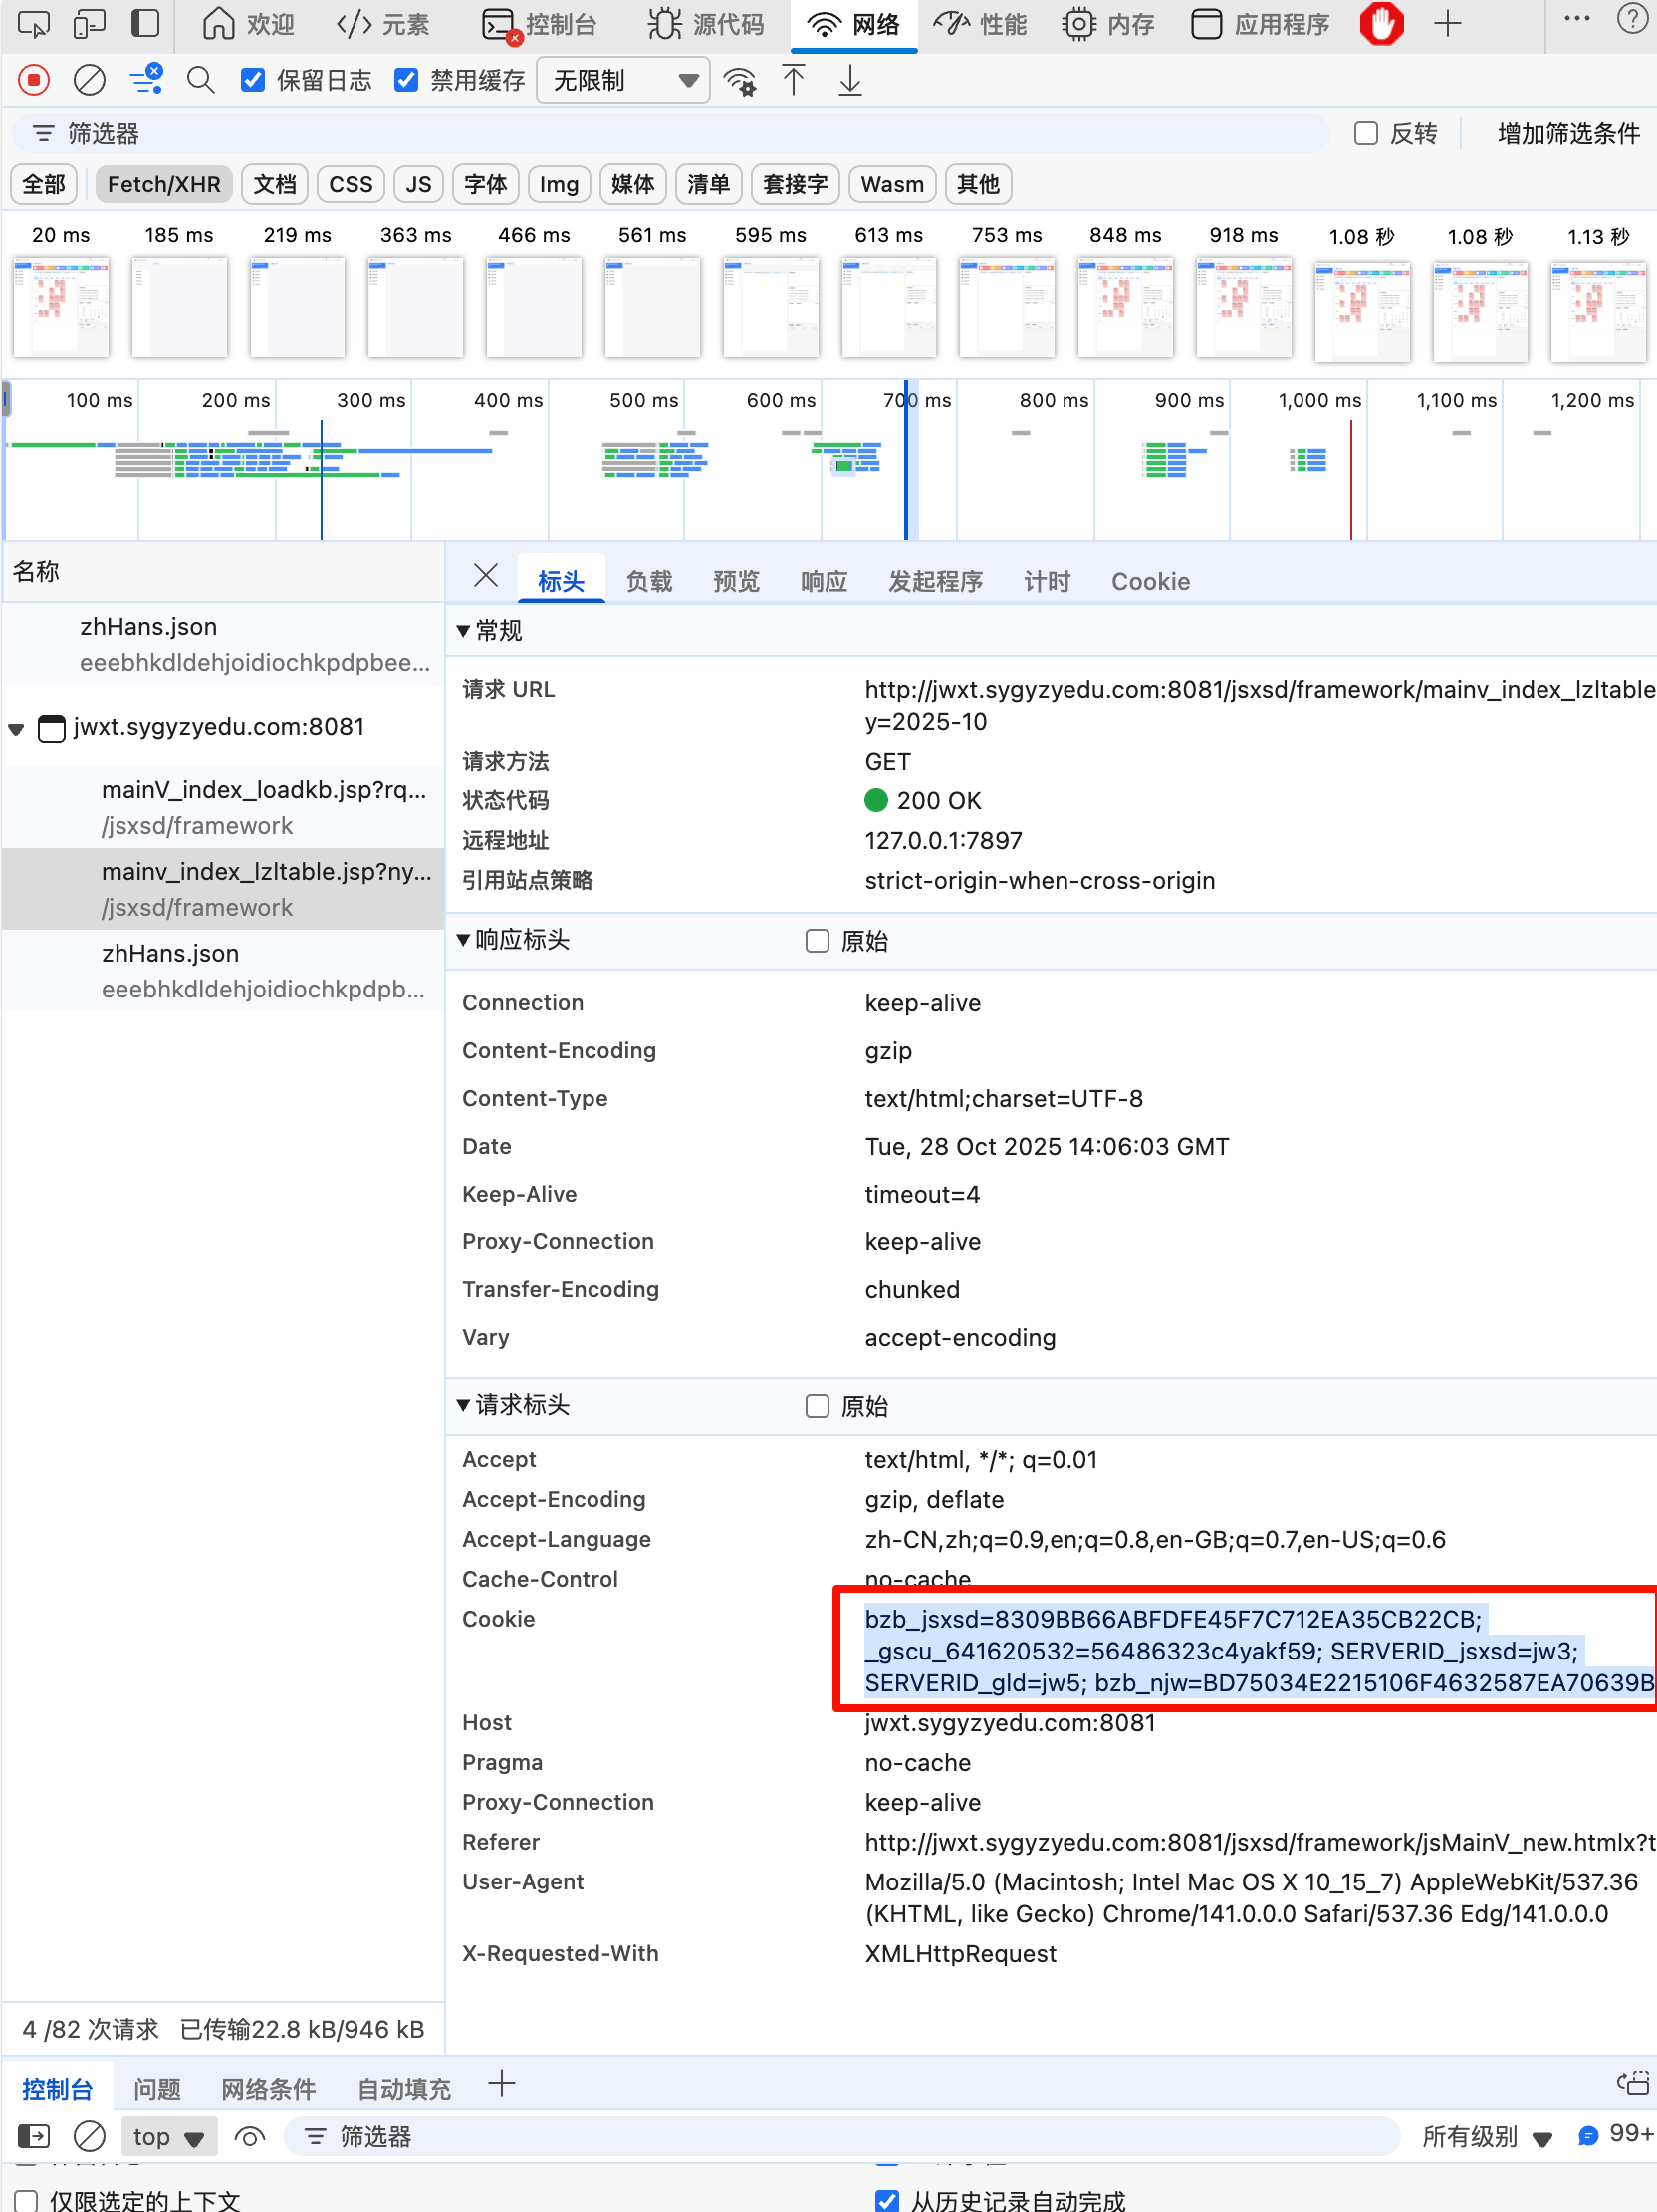 欢迎
元素
控制台
源代码
网络
性能
内存
应用程序
保留日志
禁用缓存
无限制
筛选器
反转
增加筛选条件
全部
Fetch/XHR
文档
CSS
JS
字体
Img
媒体
清单
套接字
Wasm
其他
20 ms
185 ms
219 ms
363 ms
466 ms
561 ms
595 ms
613 ms
753 ms
848 ms
918 ms
1.08 秒
1.08 秒
1.13 秒
100 ms
200 ms
300 ms
400 ms
500 ms
600 ms
700 ms
800 ms
900 ms
1,000 ms
1,100 ms
1,200 ms
名称
zhHans.json
eeebhkdldehjoidiochkpdpbee...
jwxt.sygyzyedu.com:8081
mainV_index_loadkb.jsp?rq...
/jsxsd/framework
mainv_index_lzltable.jsp?ny...
/jsxsd/framework
zhHans.json
eeebhkdldehjoidiochkpdpb...
标头
负载
预览
响应
发起程序
计时
Cookie
常规
请求 URL
http://jwxt.sygyzyedu.com:8081/jsxsd/framework/mainv_index_lzltable
y=2025-10
请求方法
GET
状态代码
200 OK
远程地址
127.0.0.1:7897
引用站点策略
strict-origin-when-cross-origin
响应标头
原始
Connection
keep-alive
Content-Encoding
gzip
Content-Type
text/html;charset=UTF-8
Date
Tue, 28 Oct 2025 14:06:03 GMT
Keep-Alive
timeout=4
Proxy-Connection
keep-alive
Transfer-Encoding
chunked
Vary
accept-encoding
请求标头
原始
Accept
text/html, */*; q=0.01
Accept-Encoding
gzip, deflate
Accept-Language
zh-CN,zh;q=0.9,en;q=0.8,en-GB;q=0.7,en-US;q=0.6
Cache-Control
no-cache
Cookie
bzb_jsxsd=8309BB66ABFDFE45F7C712EA35CB22CB;
_gscu_641620532=56486323c4yakf59; SERVERID_jsxsd=jw3;
SERVERID_gld=jw5; bzb_njw=BD75034E2215106F4632587EA70639B
Host
jwxt.sygyzyedu.com:8081
Pragma
no-cache
Proxy-Connection
keep-alive
Referer
http://jwxt.sygyzyedu.com:8081/jsxsd/framework/jsMainV_new.htmlx?t
User-Agent
Mozilla/5.0 (Macintosh; Intel Mac OS X 10_15_7) AppleWebKit/537.36
(KHTML, like Gecko) Chrome/141.0.0.0 Safari/537.36 Edg/141.0.0.0
X-Requested-With
XMLHttpRequest
4 /82 次请求 已传输22.8 kB/946 kB
控制台
问题
网络条件
自动填充
top
筛选器
所有级别
99+
仅限选定的上下文
从历史记录自动完成